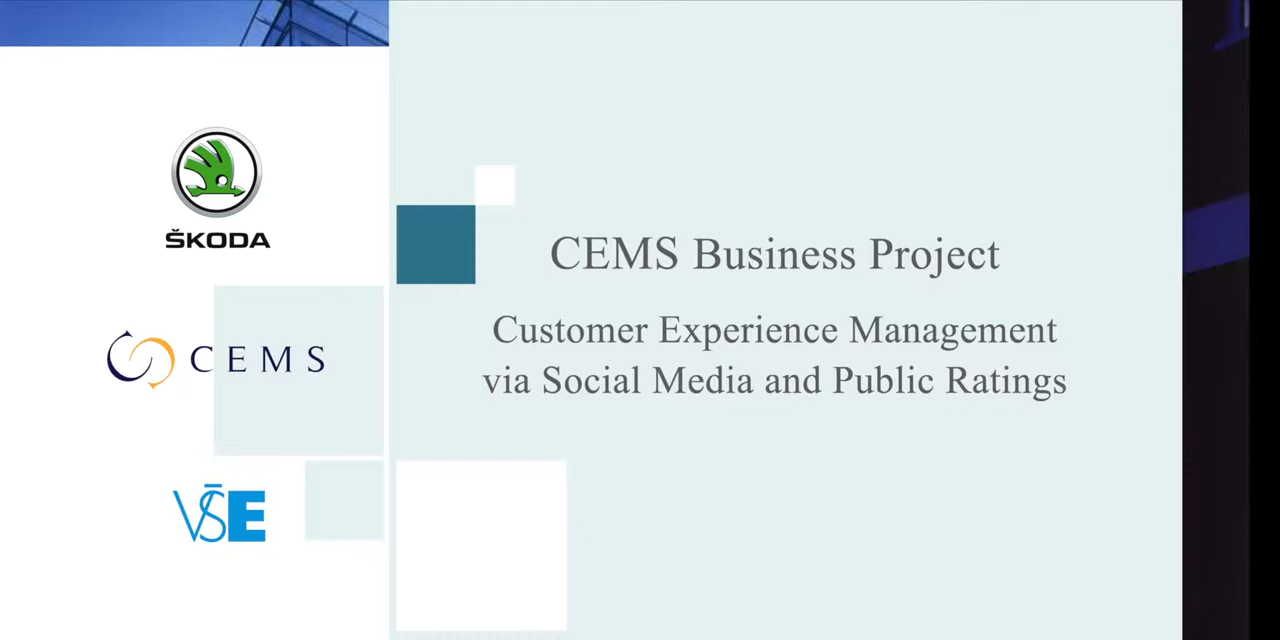 ŠKODA
CEMS
VŠE
CEMS Business Project
Customer Experience Management
via Social Media and Public Ratings